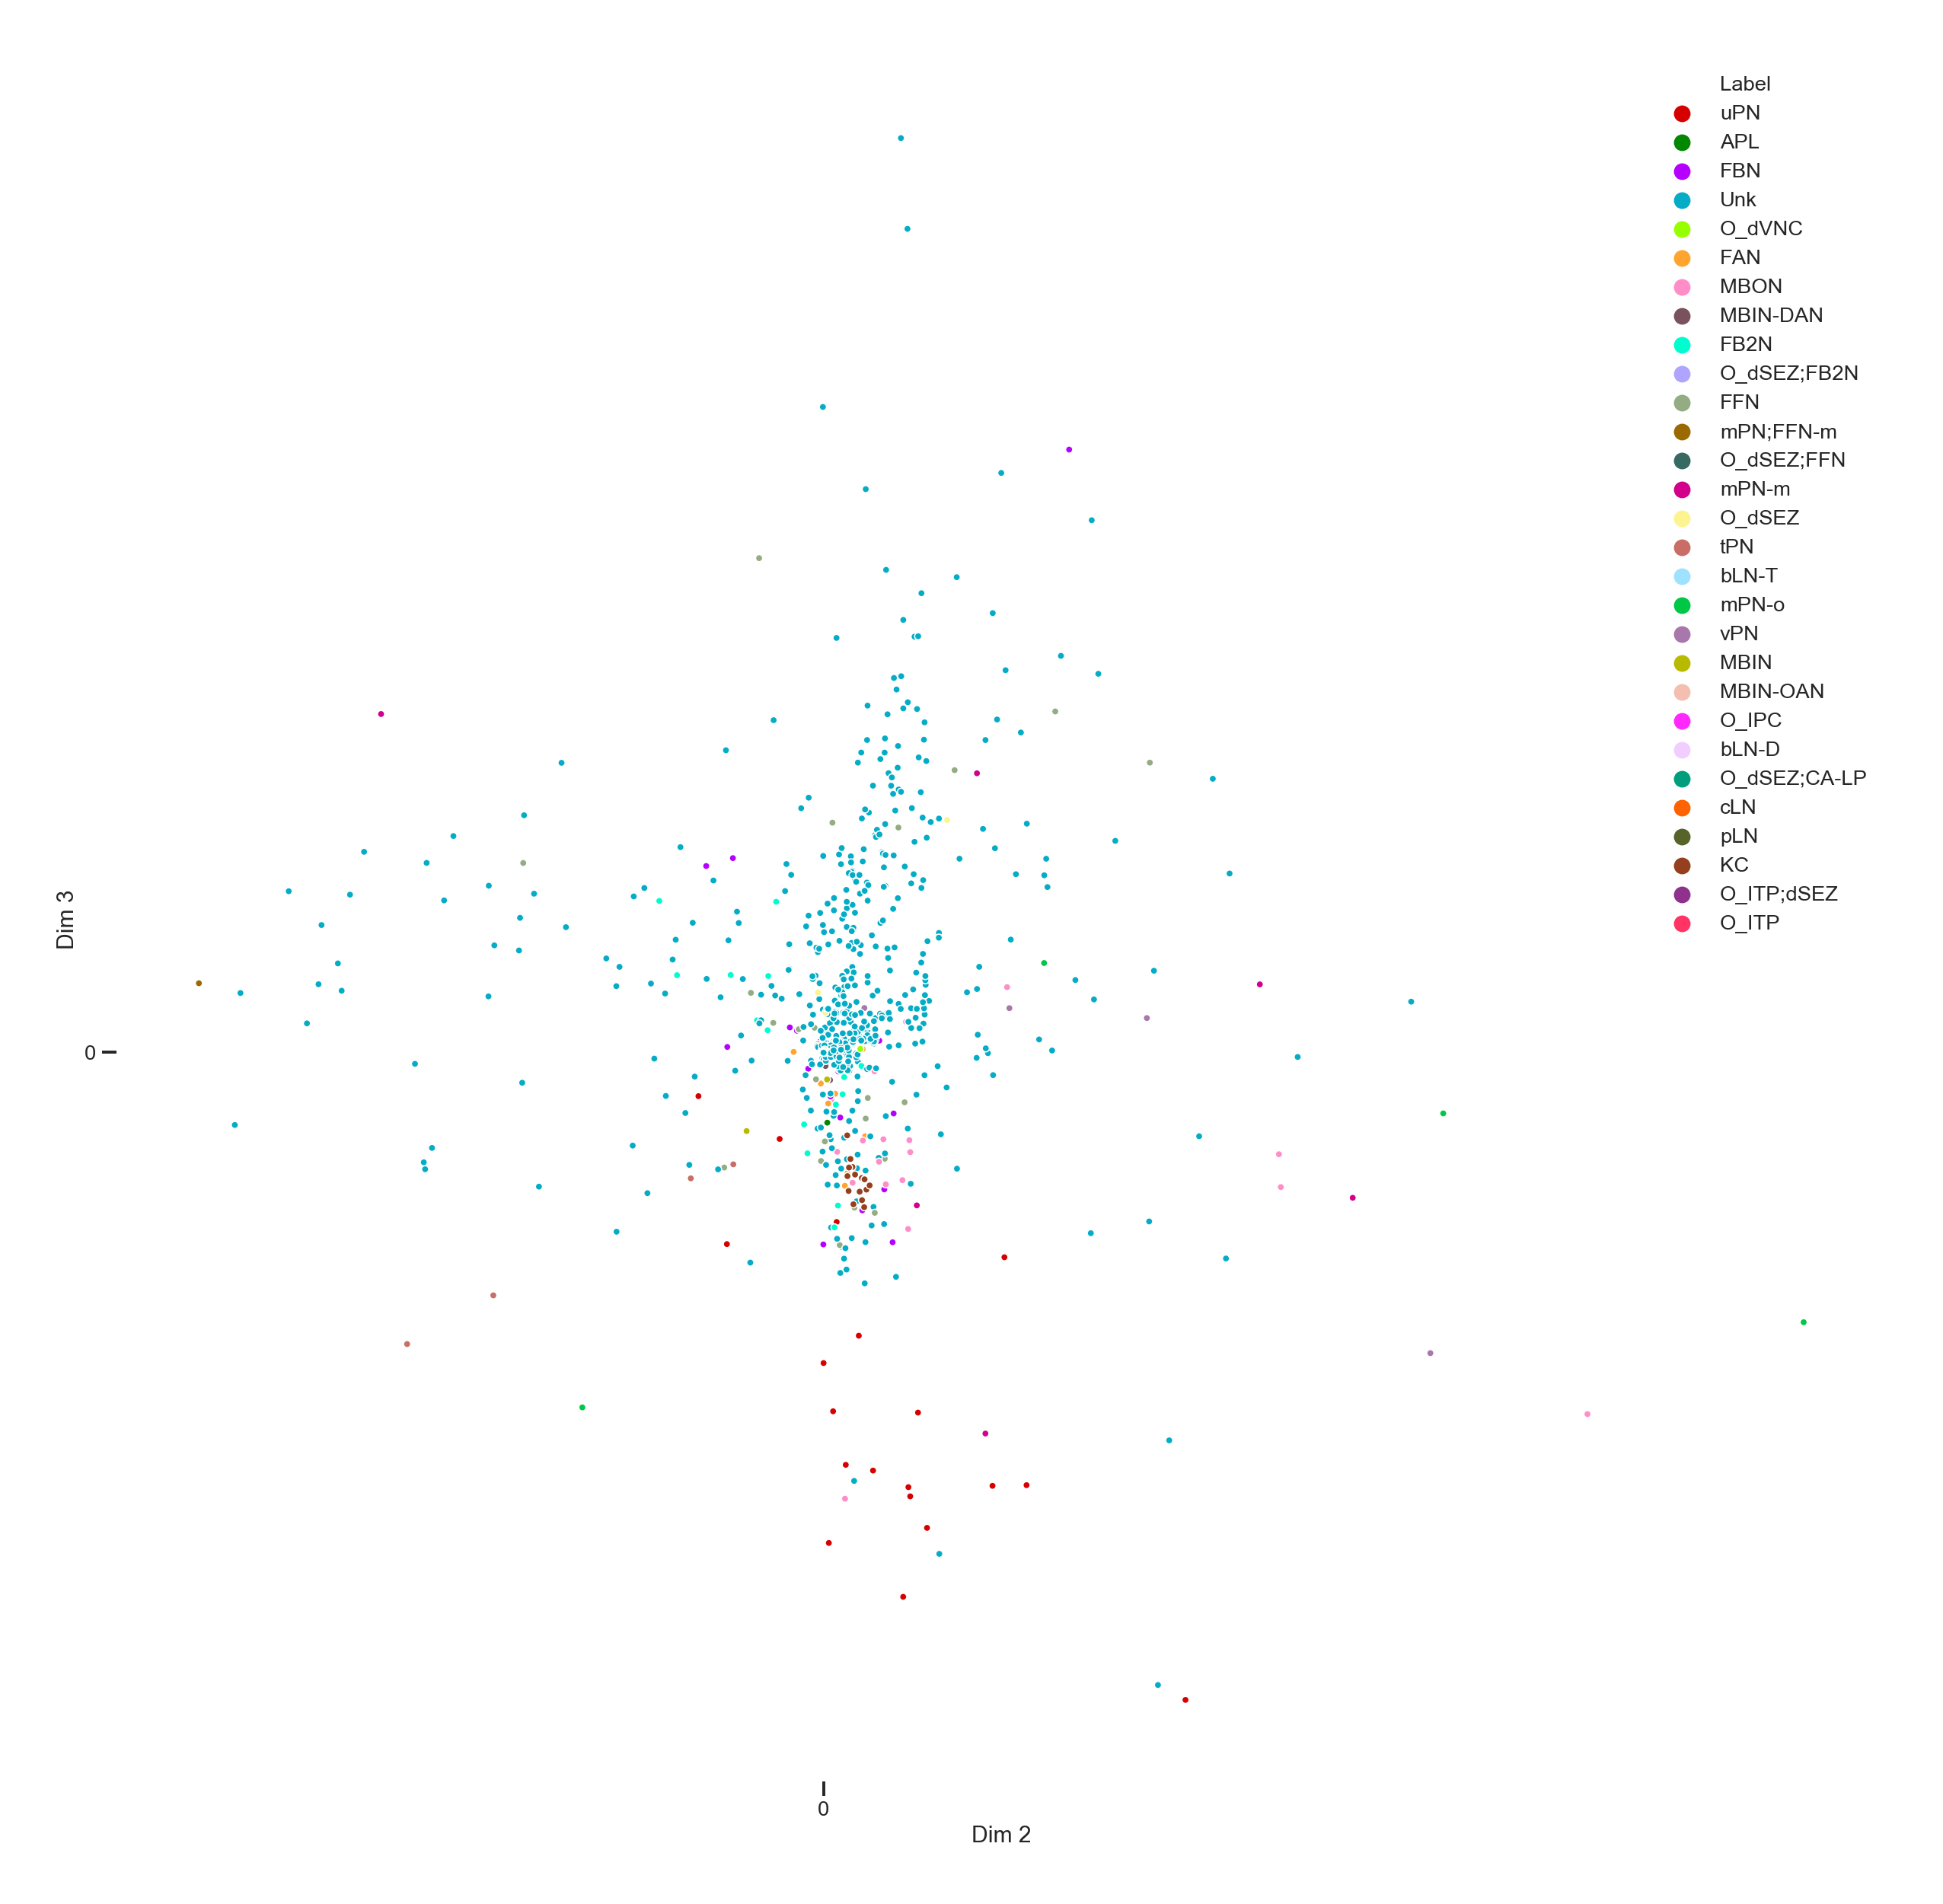 Label
uPN
APL
FBN
Unk
O_dVNC
FAN
MBON
MBIN-DAN
FB2N
O_dSEZ;FB2N
FFN
mPN;FFN-m
O_dSEZ;FFN
mPN-m
O_dSEZ
tPN
bLN-T
mPN-o
vPN
MBIN
MBIN-OAN
O_IPC
bLN-D
O_dSEZ;CA-LP
cLN
pLN
KC
O_ITP;dSEZ
O_ITP
Dim 3
0
0
Dim 2